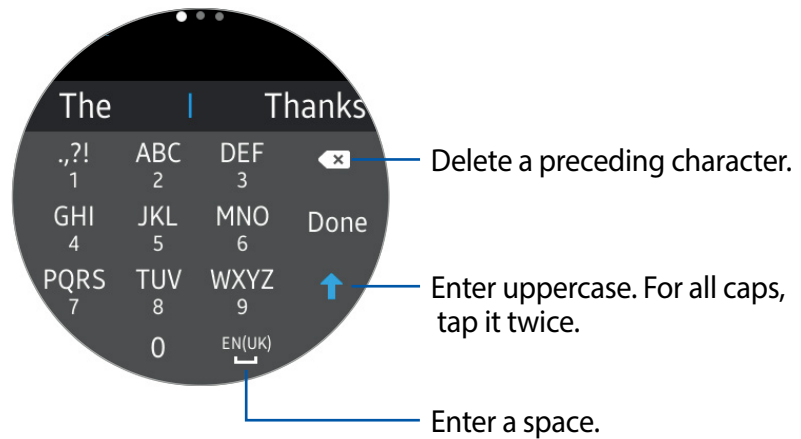 The I Thanks
.,?! ABC DEF
1 2 3
Delete a preceding character.
GHI JKL MNO Done
4 5 6
PQRS TUV WXYZ
7 8 9
Enter uppercase. For all caps,
tap it twice.
0 EN(UK)
Enter a space.